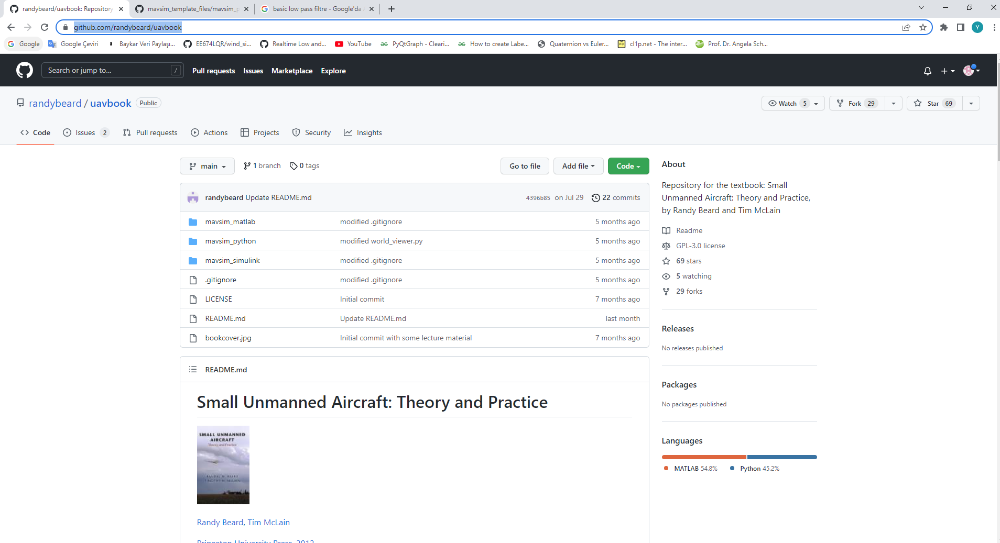 randybeard/uavbook: Repository
mavsim_template_files/mavsim_p
basic low pass filtre - Google'da
github.com/randybeard/uavbook
Y
Google
Google Çeviri
Baykar Veri Paylaşı...
EE674LQR/wind_si...
Realtime Low and...
YouTube
PyQtGraph - Cleari...
How to create Labe...
Quaternion vs Euler...
cl1p.net - The inter...
Prof. Dr. Angela Sch...
Search or jump to...
/
Pull requests
Issues
Marketplace
Explore
randybeard / uavbook
Public
Watch 5
Fork 29
Star 69
Code
Issues 2
Pull requests
Actions
Projects
Security
Insights
main
1 branch
0 tags
Go to file
Add file
Code
randybeard Update README.md
4396b85 on Jul 29
22 commits
mavsim_matlab modified .gitignore 5 months ago
mavsim_python modified world_viewer.py 5 months ago
mavsim_simulink modified .gitignore 5 months ago
.gitignore modified .gitignore 5 months ago
LICENSE Initial commit 7 months ago
README.md Update README.md last month
bookcover.jpg Initial commit with some lecture material 7 months ago
README.md
Small Unmanned Aircraft: Theory and Practice
SMALL UNMANNED
AIRCRAFT
Theory and Practice
RANDAL W. BEARD
TIMOTHY W. McLAIN
Randy Beard, Tim McLain
Princeton University Press, 2012
About
Repository for the textbook: Small
Unmanned Aircraft: Theory and Practice,
by Randy Beard and Tim McLain
Readme
GPL-3.0 license
69 stars
5 watching
29 forks
Releases
No releases published
Packages
No packages published
Languages
MATLAB 54.8%
Python 45.2%